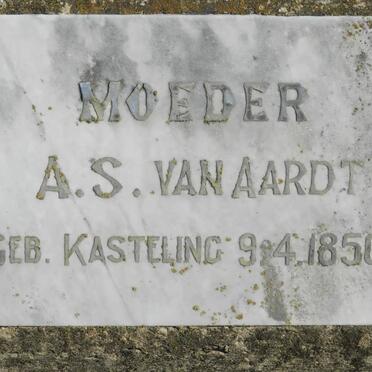 MOEDER
A.S. VAN AARDT
GEB. KASTELING 9.4.1850